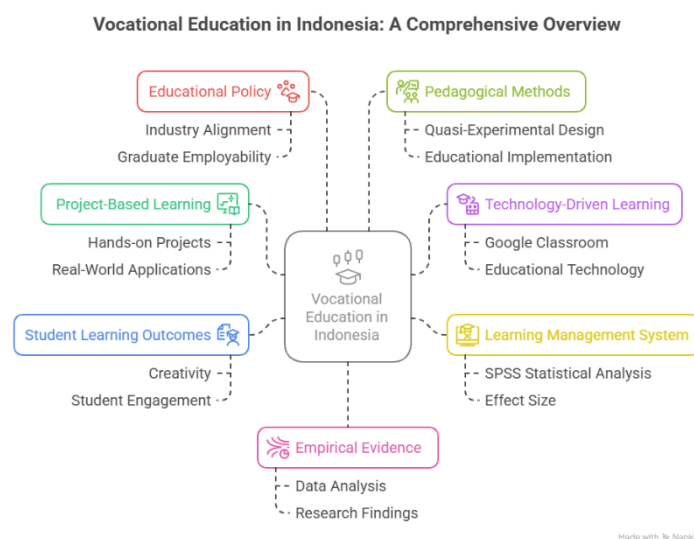 Vocational Education in Indonesia: A Comprehensive Overview
Educational Policy
Industry Alignment
Graduate Employability
Pedagogical Methods
Quasi-Experimental Design
Educational Implementation
Project-Based Learning
Hands-on Projects
Real-World Applications
Technology-Driven Learning
Google Classroom
Educational Technology
Vocational
Education in
Indonesia
Student Learning Outcomes
Creativity
Student Engagement
Learning Management System
SPSS Statistical Analysis
Effect Size
Empirical Evidence
Data Analysis
Research Findings
Made with